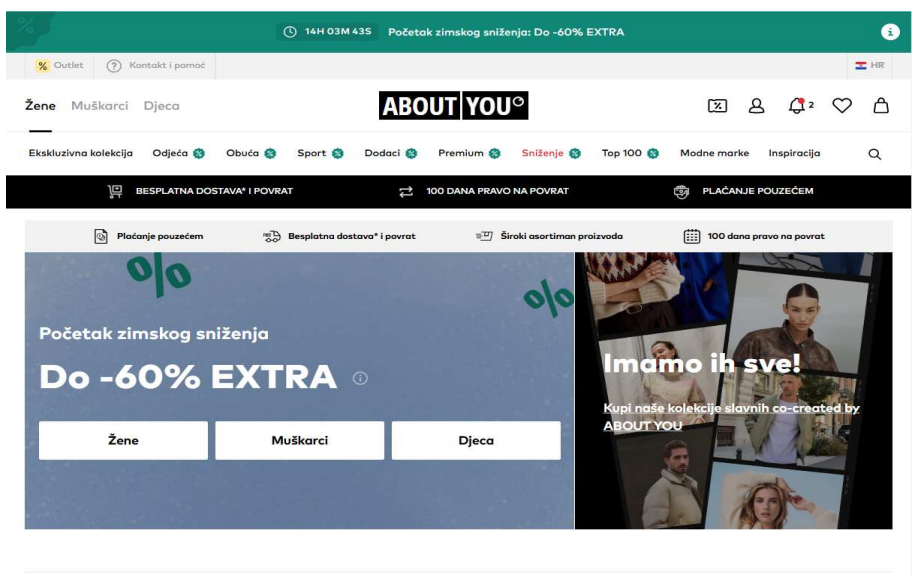 14H 03M 43S Početak zimskog sniženja: Do -60% EXTRA
% Outlet ? Kontakt i pomoć HR
Žene Muškarci Djeca ABOUT YOU 2
Ekskluzivna kolekcija Odjeća % Obuća % Sport % Dodaci % Premium % Sniženje % Top 100 % Modne marke Inspiracija
BESPLATNA DOSTAVA* I POVRAT 100 DANA PRAVO NA POVRAT PLAĆANJE POUZEĆEM
Plaćanje pouzećem Besplatna dostava* i povrat Široki asortiman proizvoda 100 dana pravo na povrat
% %
Početak zimskog sniženja
Do -60% EXTRA
Žene Muškarci Djeca
Imamo ih sve!
Kupi naše kolekcije slavnih co-created by
ABOUT YOU